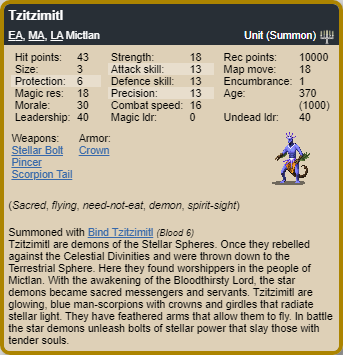 Tzitzimitl
EA, MA, LA Mictlan Unit (Summon)
Hit points: 43 Strength: 18 Rec points: 10000
Size: 3 Attack skill: 13 Map move: 18
Protection: 6 Defence skill: 13 Encumbrance: 1
Magic res: 18 Precision: 13 Age: 370
Morale: 30 Combat speed: 16 (1000)
Leadership: 40 Magic ldr: 0 Undead ldr: 40
Weapons: Armor:
Stellar Bolt Crown
Pincer
Scorpion Tail
(Sacred, flying, need-not-eat, demon, spirit-sight)
Summoned with Bind Tzitzimitl (Blood 6)
Tzitzimitl are demons of the Stellar Spheres. Once they rebelled
against the Celestial Divinities and were thrown down to the
Terrestrial Sphere. Here they found worshippers in the people of
Mictlan. With the awakening of the Bloodthirsty Lord, the star
demons became sacred messengers and servants. Tzitzimitl are
glowing, blue man-scorpions with crowns and girdles that radiate
stellar light. They have feathered arms that allow them to fly. In battle
the star demons unleash bolts of stellar power that slay those with
tender souls.